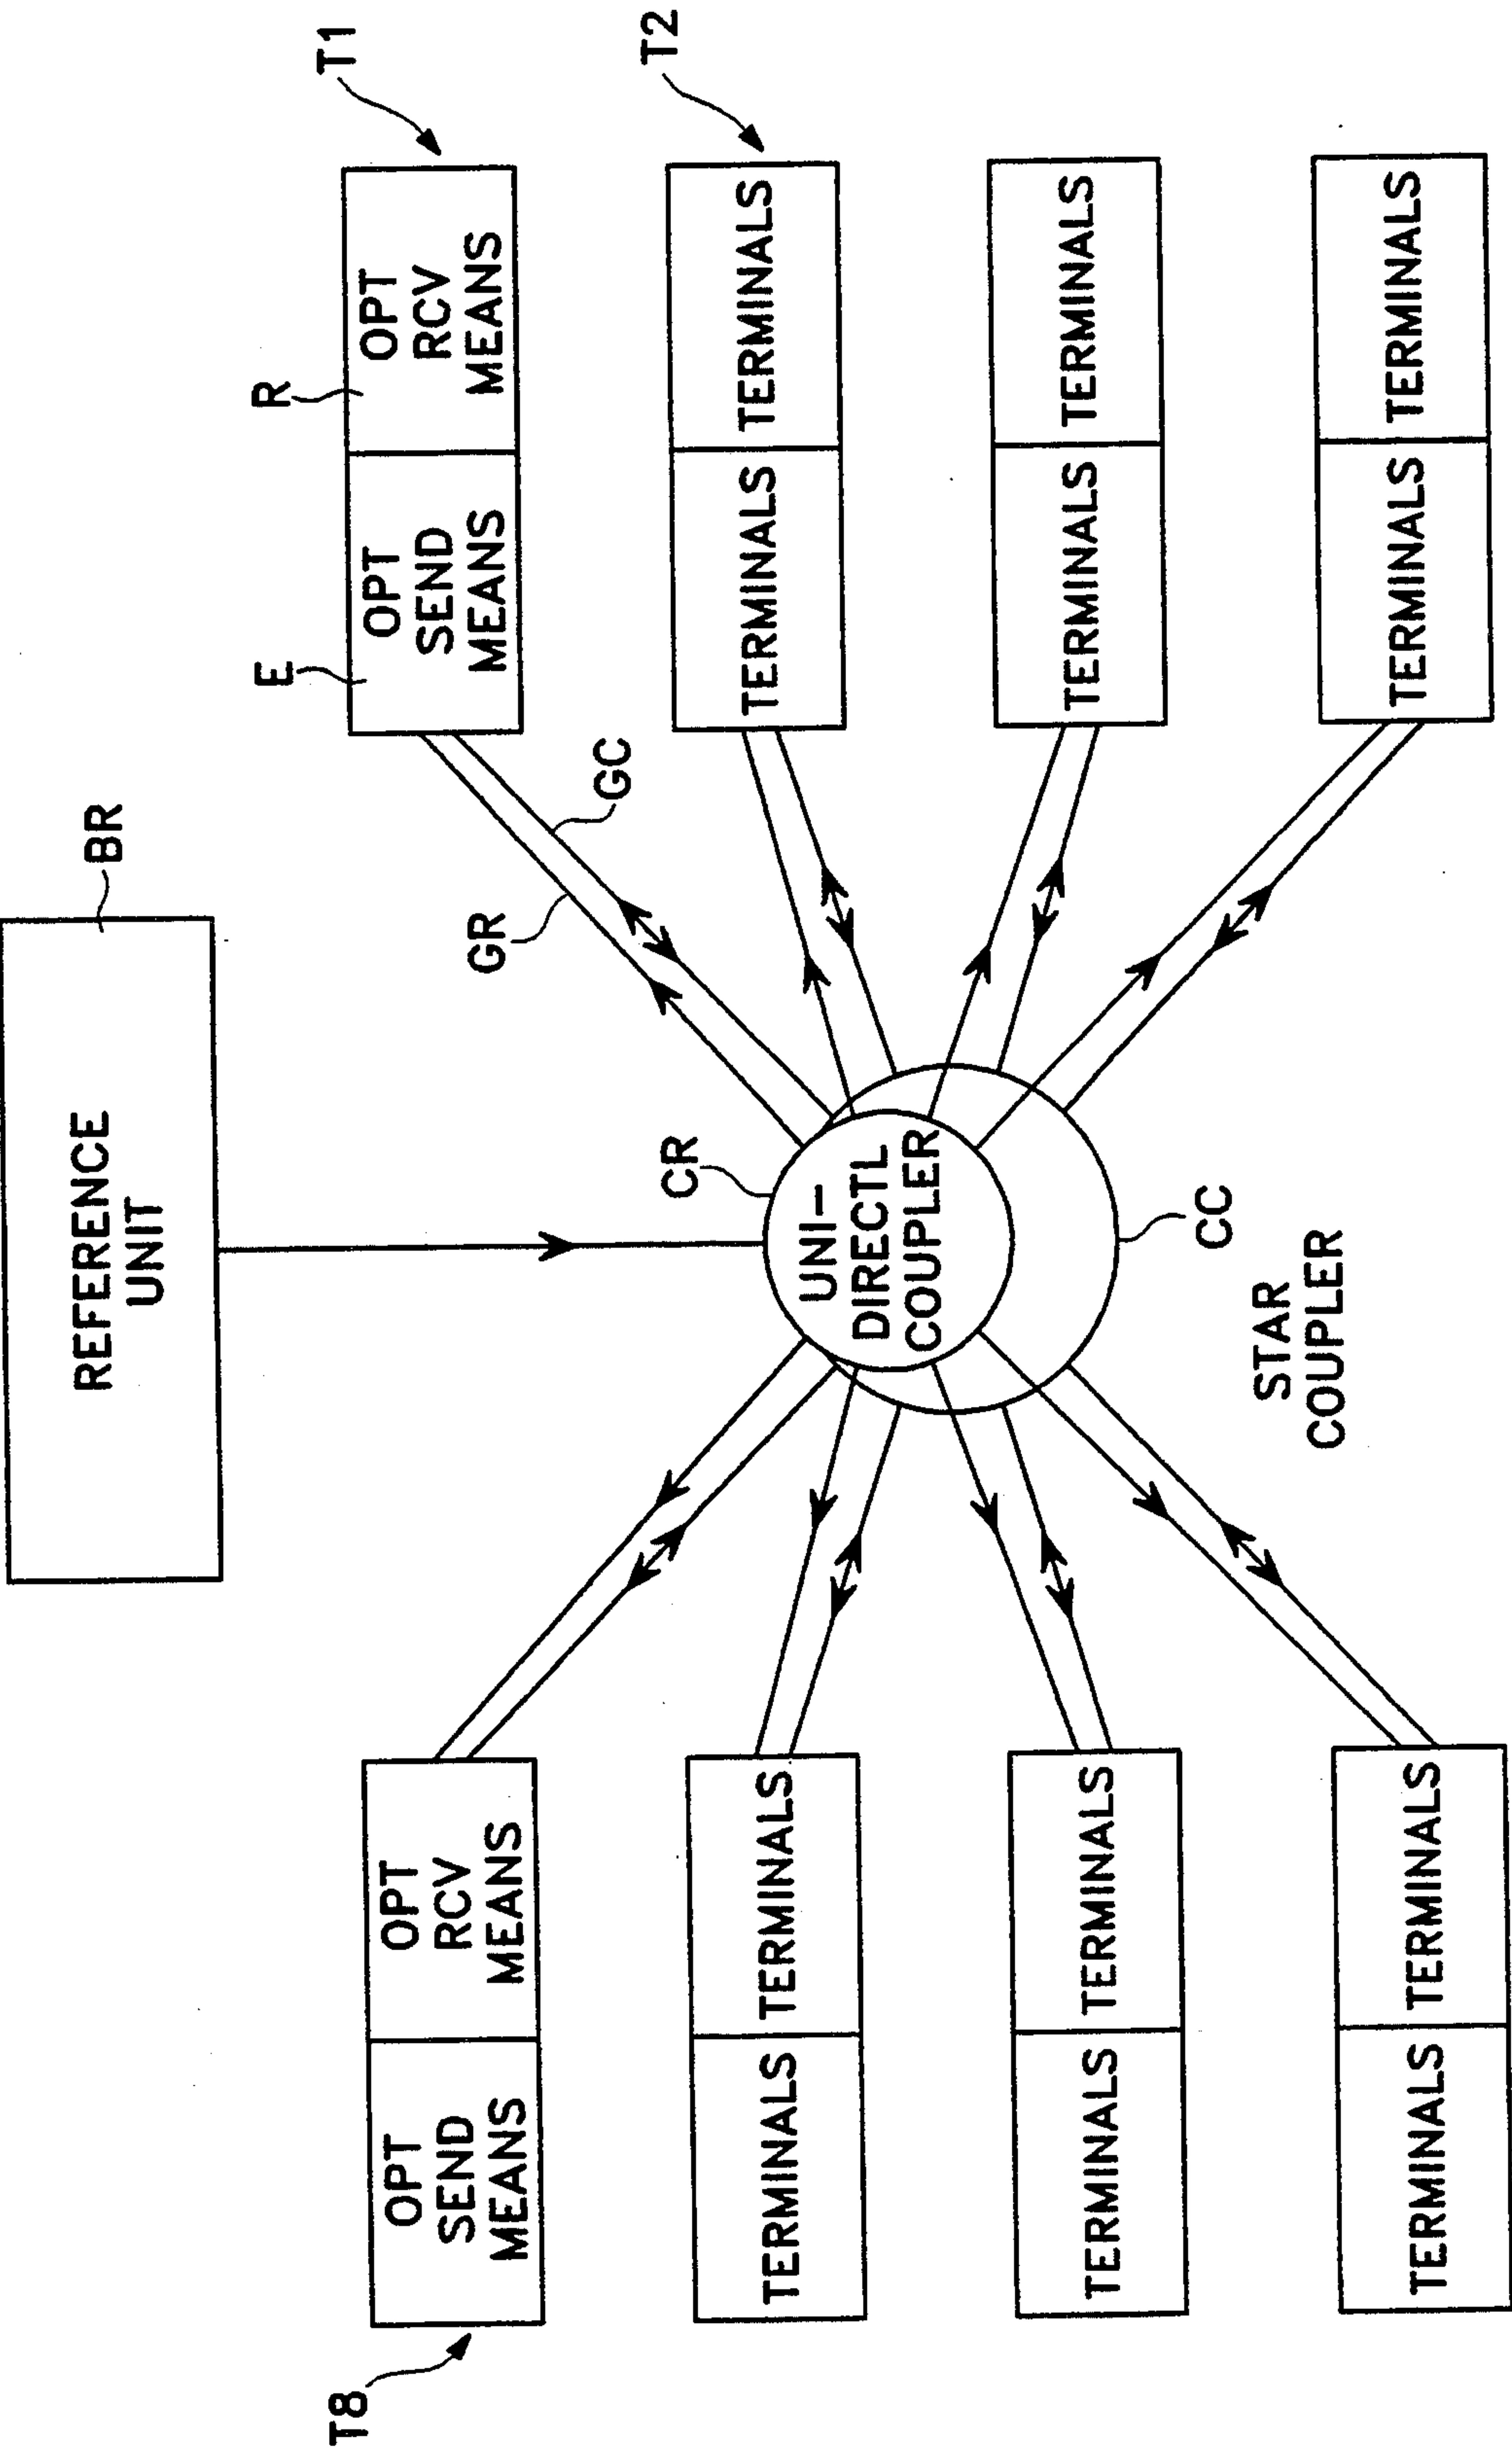 REFERENCE
UNIT
BR
T8
OPT
SEND
MEANS
OPT
RCV
MEANS
E
OPT
SEND
MEANS
R
OPT
RCV
MEANS
T1
GR
GC
T2
TERMINALS
TERMINALS
TERMINALS
TERMINALS
CR
UNI-
DIRECTL
COUPLER
TERMINALS
TERMINALS
TERMINALS
TERMINALS
CC
STAR
COUPLER
TERMINALS
TERMINALS
TERMINALS
TERMINALS